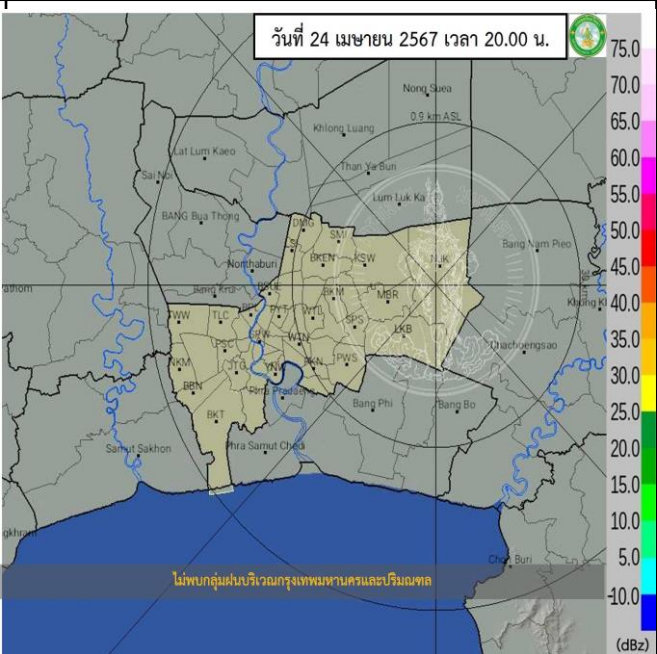 วันที่ 24 เมษายน 2567 เวลา 20.00 น.
75.0
Nong Suea
70.0
0.9 km ASL
65.0
Khlong Luang
Lat Lum Kaeo
60.0
Than Ya Buri
Sai Noi
55.0
Lum Luk Ka
BANG Bua Thong
DMG
50.0
SMI
Bang Nam Pieo
BKEN
KSW
NJK
Nonthaburi
45.0
Bang Krui
BKM
MBR
40.0
TWW
TLC
PYT
WTL
SPS
LKB
35.0
PSC
WTN
Chachoengsao
NKM
JTG
PKN
PWS
30.0
BBN
Phra Pradaeng
25.0
BKT
Bang Phi
Bang Bo
20.0
Samut Sakhon
Phra Samut Chedi
15.0
10.0
Chon Buri
5.0
ไม่พบกลุ่มฝนบริเวณกรุงเทพมหานครและปริมณฑล
-10.0
(dBz)